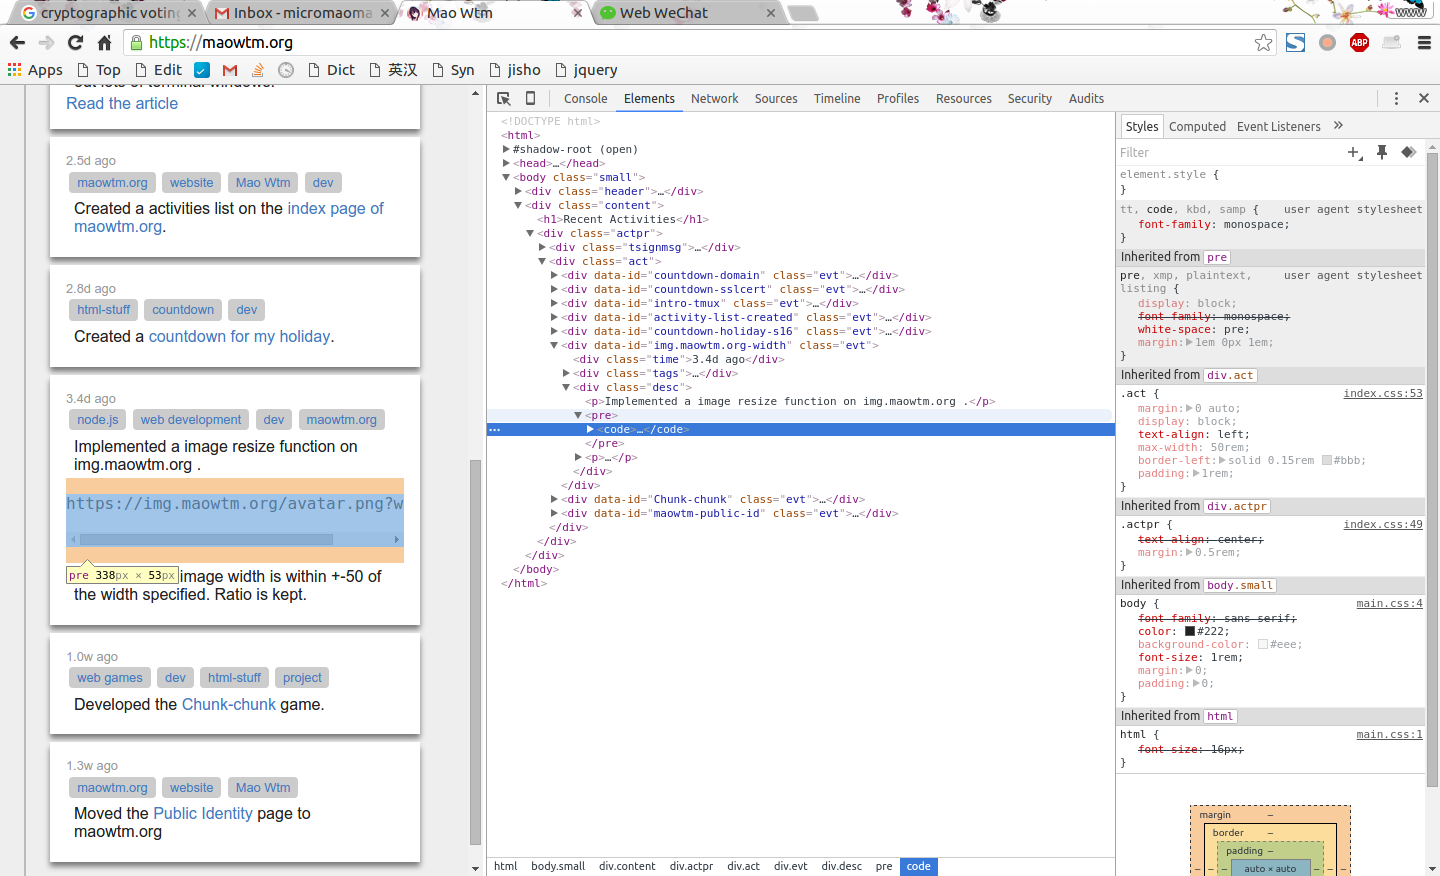 cryptographic voting
Inbox - micromaoma
Mao Wtm
Web WeChat
www
https://maowtm.org
ABP
Apps
Top
Edit
Dict
英汉
Syn
jisho
jquery
Read the article
2.5d ago
maowtm.org website Mao Wtm dev
Created a activities list on the index page of
maowtm.org.
2.8d ago
html-stuff countdown dev
Created a countdown for my holiday.
3.4d ago
node.js web development dev maowtm.org
Implemented a image resize function on
img.maowtm.org .
https://img.maowtm.org/avatar.png?w
pre 338px × 53px
image width is within +-50 of
the width specified. Ratio is kept.
1.0w ago
web games dev html-stuff project
Developed the Chunk-chunk game.
1.3w ago
maowtm.org website Mao Wtm
Moved the Public Identity page to
maowtm.org
Console Elements Network Sources Timeline Profiles Resources Security Audits
<!DOCTYPE html>
<html>
#shadow-root (open)
<head>…</head>
<body class="small">
<div class="header">…</div>
<div class="content">
<h1>Recent Activities</h1>
<div class="actpr">
<div class="tsignmsg">…</div>
<div class="act">
<div data-id="countdown-domain" class="evt">…</div>
<div data-id="countdown-sslcert" class="evt">…</div>
<div data-id="intro-tmux" class="evt">…</div>
<div data-id="activity-list-created" class="evt">…</div>
<div data-id="countdown-holiday-s16" class="evt">…</div>
<div data-id="img.maowtm.org-width" class="evt">
<div class="time">3.4d ago</div>
<div class="tags">…</div>
<div class="desc">
<p>Implemented a image resize function on img.maowtm.org .</p>
<pre>
<code>…</code>
</pre>
<p>…</p>
</div>
</div>
<div data-id="Chunk-chunk" class="evt">…</div>
<div data-id="maowtm-public-id" class="evt">…</div>
</div>
</div>
</div>
</body>
</html>
html body.small div.content div.actpr div.act div.evt div.desc pre code
Styles Computed Event Listeners »
Filter
element.style {
}
tt, code, kbd, samp { user agent stylesheet
font-family: monospace;
}
Inherited from pre
pre, xmp, plaintext, user agent stylesheet
listing {
display: block;
font-family: monospace;
white-space: pre;
margin: 1em 0px 1em;
}
Inherited from div.act
.act { index.css:53
margin: 0 auto;
display: block;
text-align: left;
max-width: 50rem;
border-left: solid 0.15rem #bbb;
padding: 1rem;
}
Inherited from div.actpr
.actpr { index.css:49
text-align: center;
margin: 0.5rem;
}
Inherited from body.small
body { main.css:4
font-family: sans-serif;
color: #222;
background-color: #eee;
font-size: 1rem;
margin: 0;
padding: 0;
}
Inherited from html
html { main.css:1
font-size: 16px;
}
margin –
border –
padding –
– – – auto × auto – – –